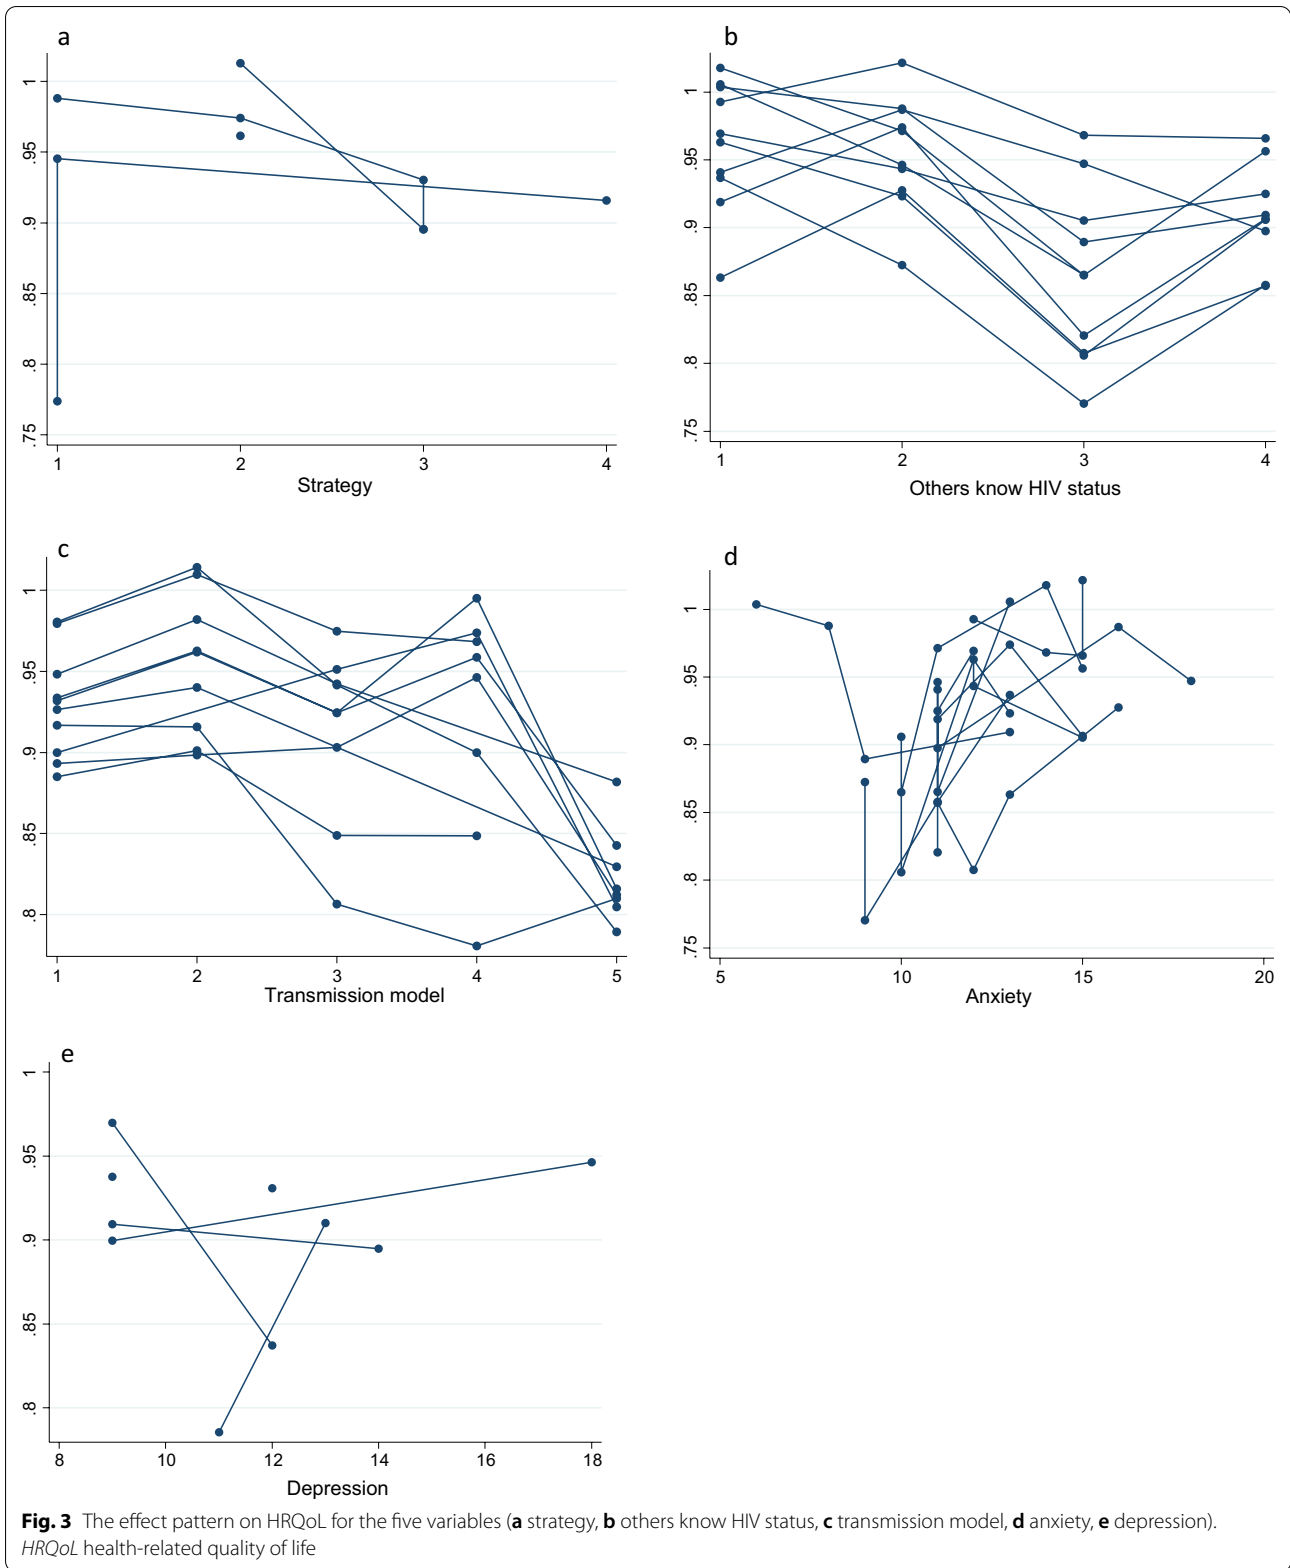 a
1
.95
.9
.85
.8
.75
1 2 3 4
Strategy
b
1
.95
.9
.85
.8
.75
1 2 3 4
Others know HIV status
c
1
.95
.9
.85
.8
1 2 3 4 5
Transmission model
d
1
.95
.9
.85
.8
.75
5 10 15 20
Anxiety
e
1
.95
.9
.85
.8
8 10 12 14 16 18
Depression
Fig. 3 The effect pattern on HRQoL for the five variables (a strategy, b others know HIV status, c transmission model, d anxiety, e depression).
HRQoL health-related quality of life